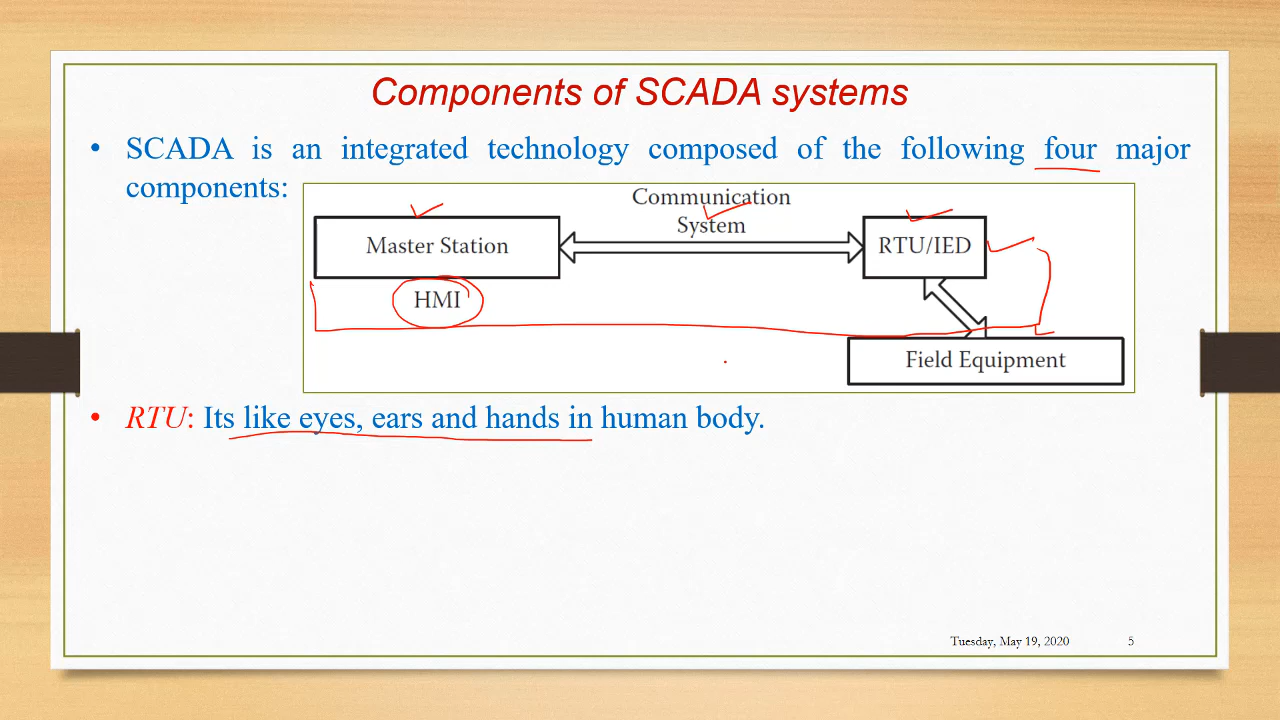 Components of SCADA systems
• SCADA is an integrated technology composed of the following four major
components:
Communication
System
Master Station
RTU/IED
HMI
Field Equipment
• RTU: Its like eyes, ears and hands in human body.
Tuesday, May 19, 2020
5